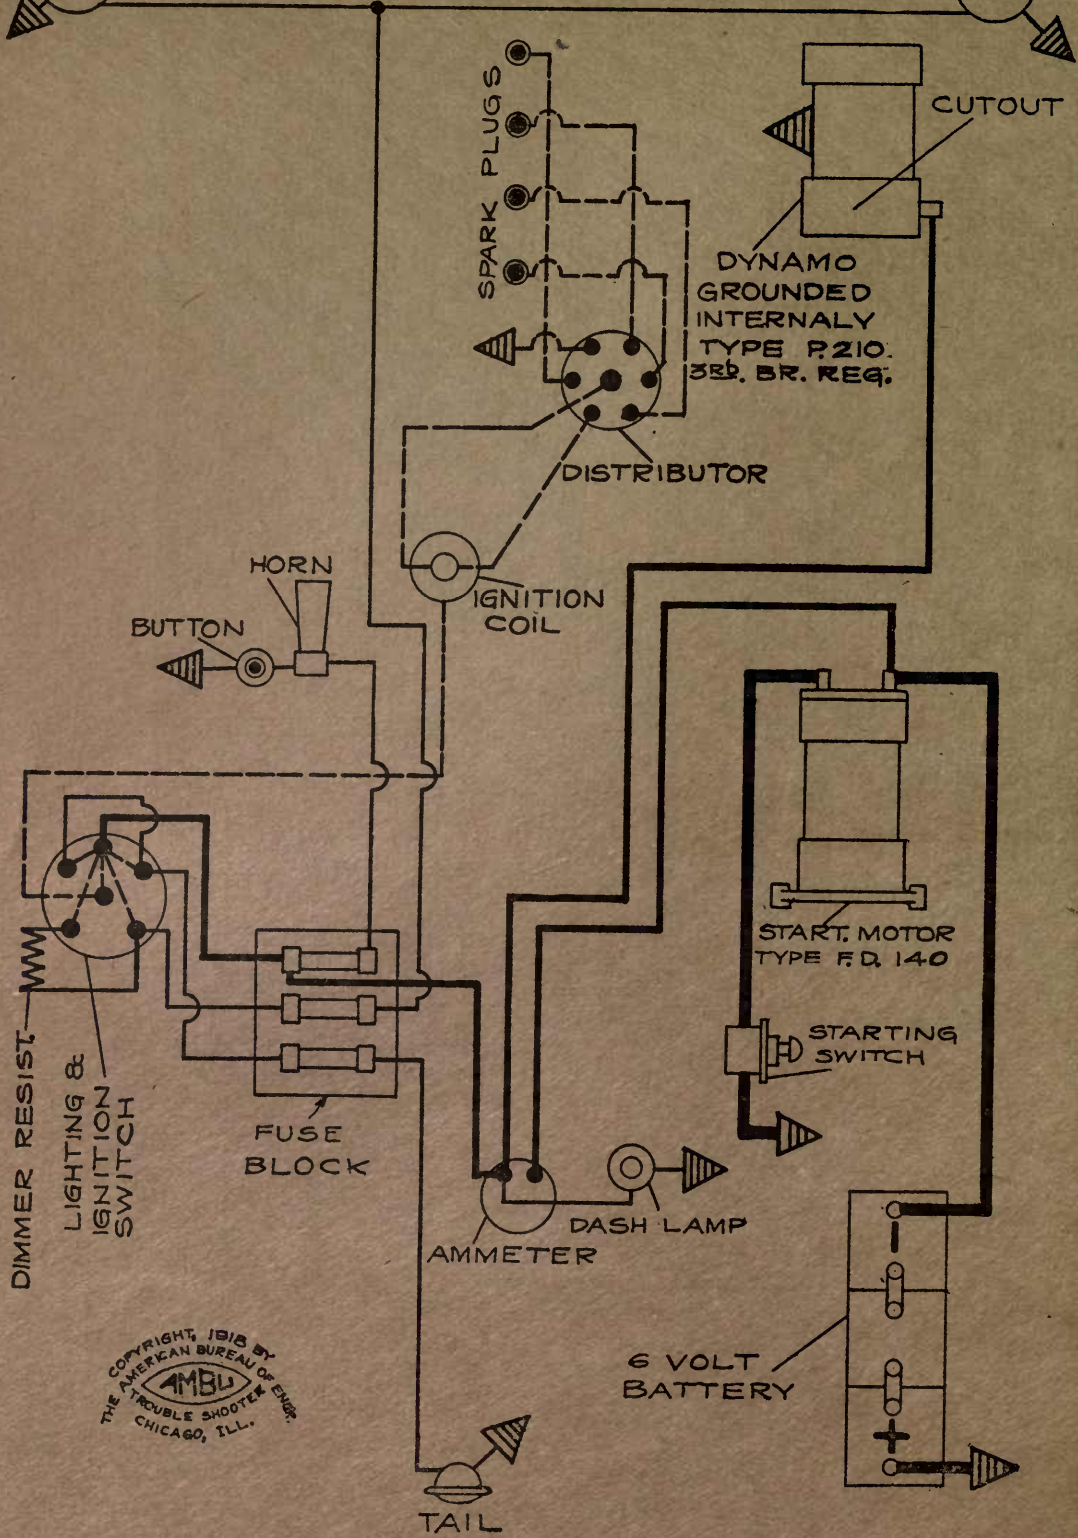 SPARK PLUGS
CUTOUT
DYNAMO
GROUNDED
INTERNALY
TYPE P.210.
3RD. BR. REG.
DISTRIBUTOR
HORN
IGNITION
COIL
BUTTON
START. MOTOR
TYPE F.D. 140
STARTING
SWITCH
DIMMER RESIST.
LIGHTING &
IGNITION
SWITCH
FUSE
BLOCK
DASH LAMP
AMMETER
6 VOLT
BATTERY
COPYRIGHT, 1918 BY
THE AMERICAN BUREAU OF ENGR.
AMBU
TROUBLE SHOOTER
CHICAGO, ILL.
TAIL